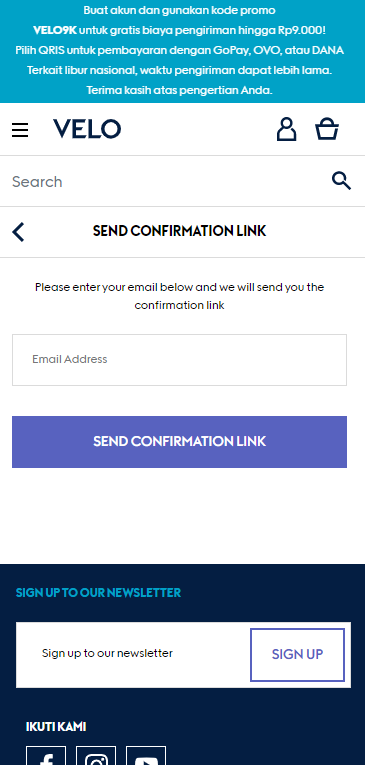 Buat akun dan gunakan kode promo
VELO9K untuk gratis biaya pengiriman hingga Rp9.000!
Pilih QRIS untuk pembayaran dengan GoPay, OVO, atau DANA
Terkait libur nasional, waktu pengiriman dapat lebih lama.
Terima kasih atas pengertian Anda.
VELO
Search
SEND CONFIRMATION LINK
Please enter your email below and we will send you the
confirmation link
Email Address
SEND CONFIRMATION LINK
SIGN UP TO OUR NEWSLETTER
Sign up to our newsletter
SIGN UP
IKUTI KAMI